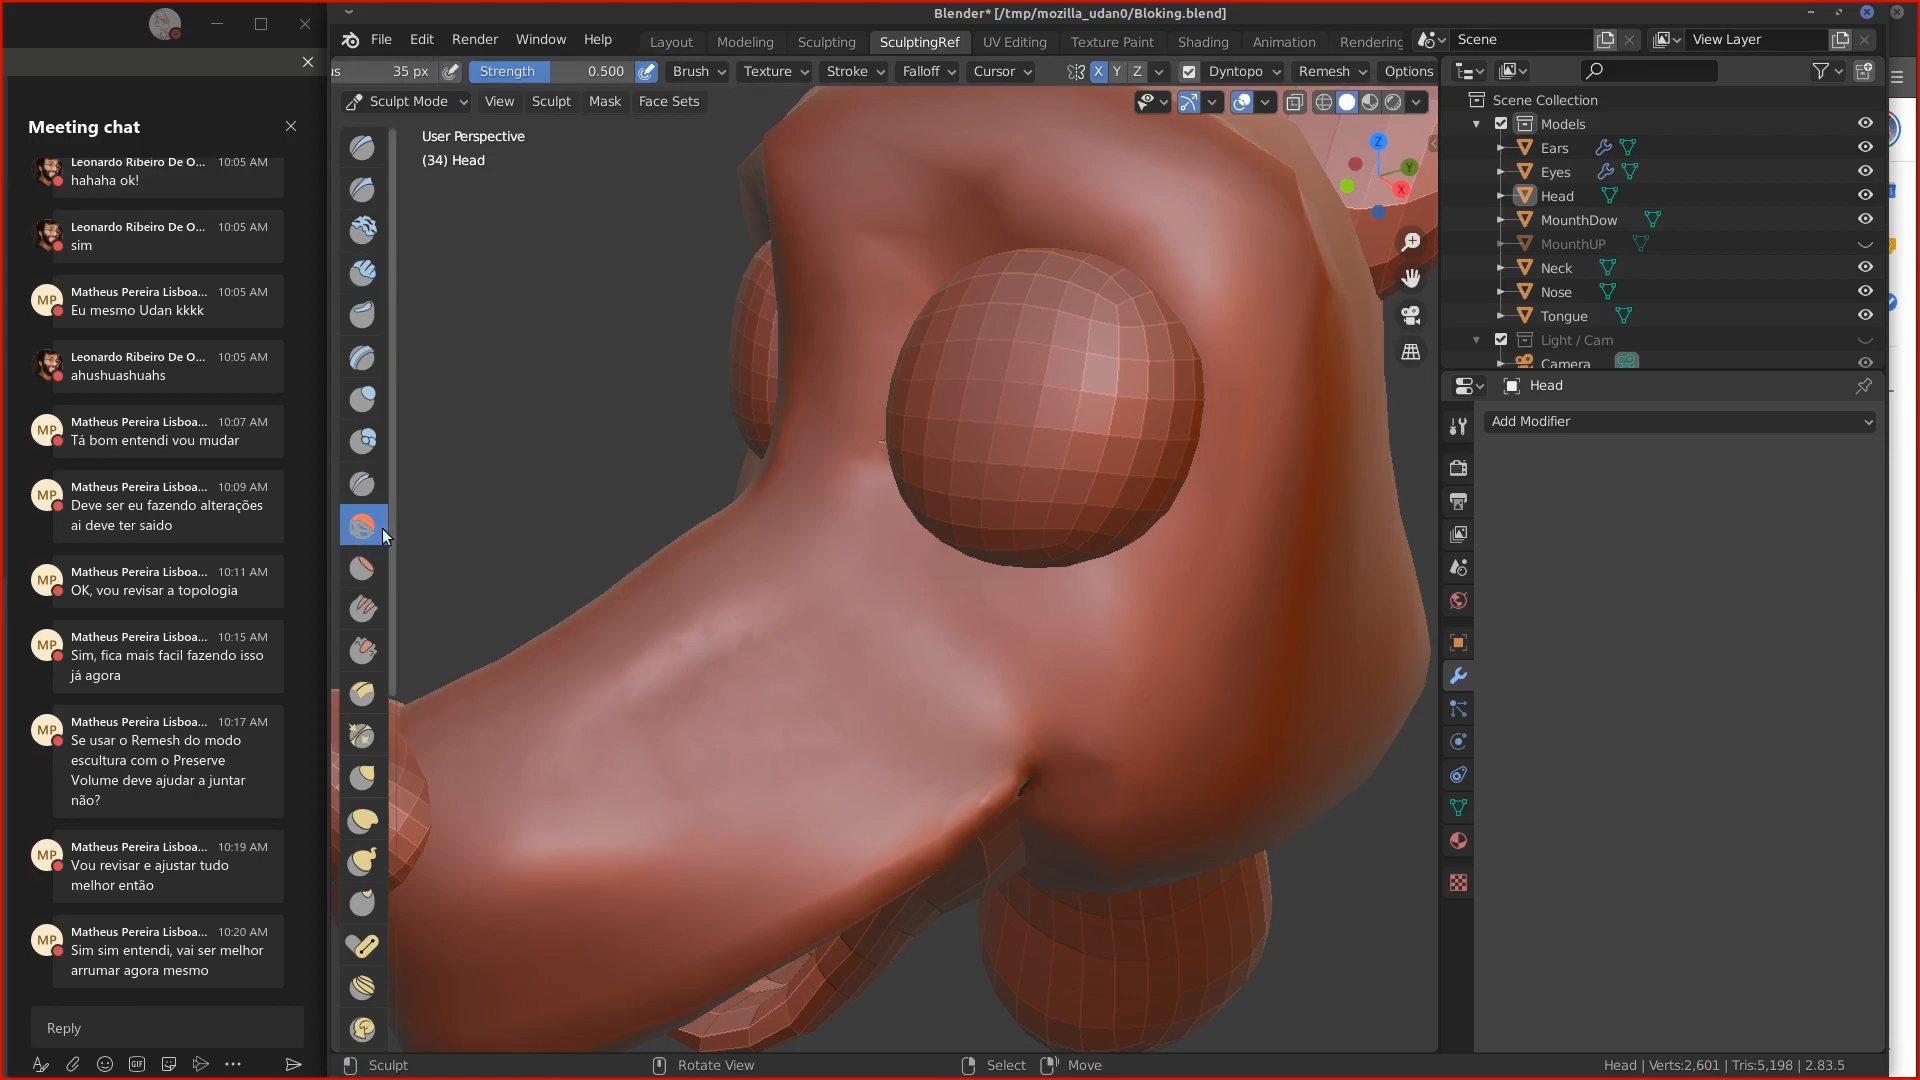 Blender* [/tmp/mozilla_udan0/Bloking.blend]
File Edit Render Window Help
Layout Modeling Sculpting SculptingRef UV Editing Texture Paint Shading Animation Rendering
Scene
View Layer
35 px
Strength 0.500
Brush Texture Stroke Falloff Cursor
X Y Z
Dyntopo Remesh Options
Sculpt Mode View Sculpt Mask Face Sets
User Perspective
(34) Head
Z
Y
X
Meeting chat
Leonardo Ribeiro De O... 10:05 AM
hahaha ok!
Leonardo Ribeiro De O... 10:05 AM
sim
MP
Matheus Pereira Lisboa... 10:05 AM
Eu mesmo Udan kkkk
Leonardo Ribeiro De O... 10:05 AM
ahushuashuahs
MP
Matheus Pereira Lisboa... 10:07 AM
Tá bom entendi vou mudar
MP
Matheus Pereira Lisboa... 10:09 AM
Deve ser eu fazendo alterações
ai deve ter saido
MP
Matheus Pereira Lisboa... 10:11 AM
OK, vou revisar a topologia
MP
Matheus Pereira Lisboa... 10:15 AM
Sim, fica mais facil fazendo isso
já agora
MP
Matheus Pereira Lisboa... 10:17 AM
Se usar o Remesh do modo
escultura com o Preserve
Volume deve ajudar a juntar
não?
MP
Matheus Pereira Lisboa... 10:19 AM
Vou revisar e ajustar tudo
melhor então
MP
Matheus Pereira Lisboa... 10:20 AM
Sim sim entendi, vai ser melhor
arrumar agora mesmo
Reply
GIF
Scene Collection
Models
Ears
Eyes
Head
MounthDow
MounthUP
Neck
Nose
Tongue
Light / Cam
Camera
Head
Add Modifier
Sculpt
Rotate View
Select
Move
Head | Verts:2,601 | Tris:5,198 | 2.83.5